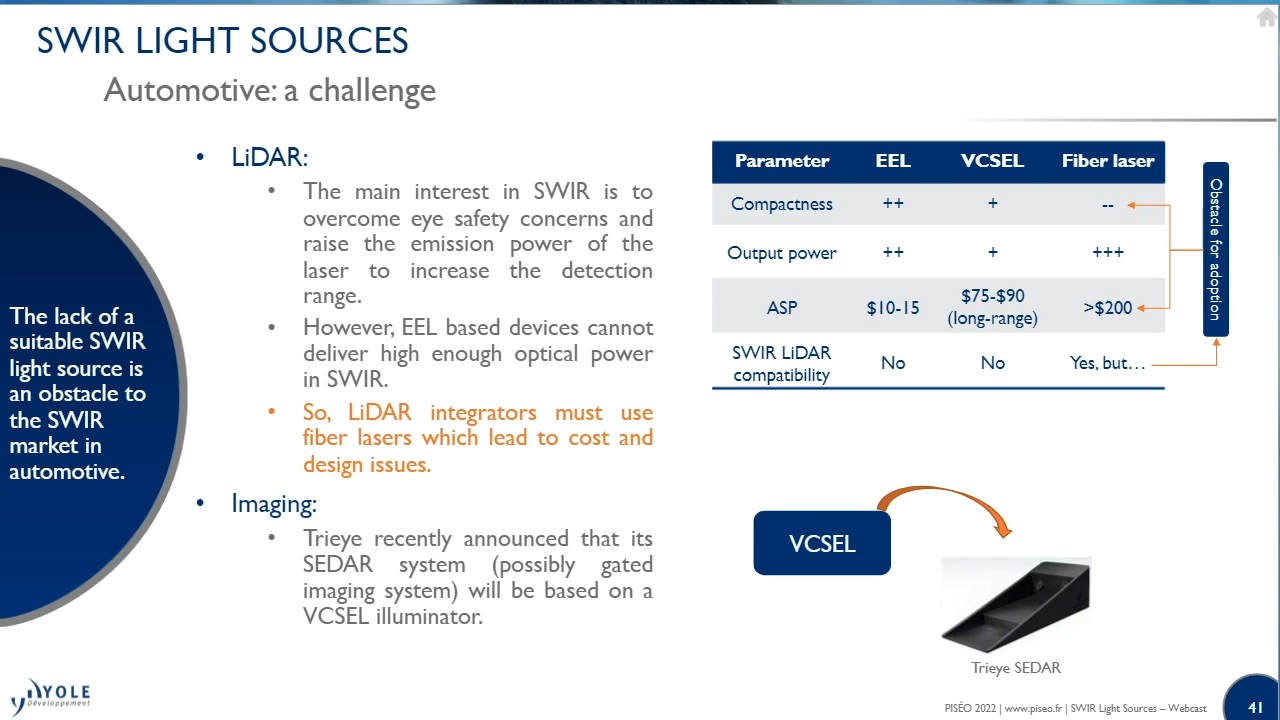 SWIR LIGHT SOURCES
Automotive: a challenge
The lack of a
suitable SWIR
light source is
an obstacle to
the SWIR
market in
automotive.
• LiDAR:
• The main interest in SWIR is to
overcome eye safety concerns and
raise the emission power of the
laser to increase the detection
range.
• However, EEL based devices cannot
deliver high enough optical power
in SWIR.
• So, LiDAR integrators must use
fiber lasers which lead to cost and
design issues.
• Imaging:
• Trieye recently announced that its
SEDAR system (possibly gated
imaging system) will be based on a
VCSEL illuminator.
Parameter EEL VCSEL Fiber laser
Compactness ++ + --
Output power ++ + +++
ASP $10-15 $75-$90 (long-range) >$200
SWIR LiDAR compatibility No No Yes, but…
Obstacle for adoption
VCSEL
Trieye SEDAR
YOLE
Développement
PISÉO 2022 | www.piseo.fr | SWIR Light Sources – Webcast
41